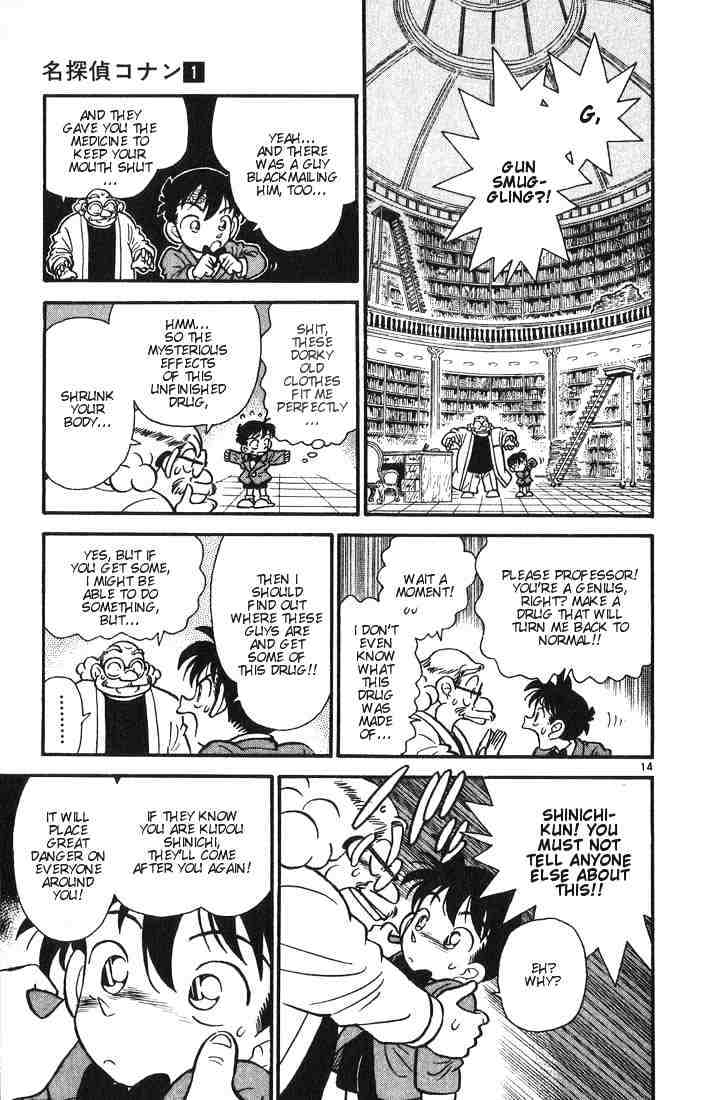 名探偵コナン1
G,
GUN
SMUG-
GLING?!
YEAH...
AND THERE
WAS A GUY
BLACKMAILING
HIM, TOO...
AND THEY
GAVE YOU THE
MEDICINE TO
KEEP YOUR
MOUTH SHUT
...
SHIT,
THESE
DORKY
OLD
CLOTHES
FIT ME
PERFECTLY
...
HMM...
SO THE
MYSTERIOUS
EFFECTS
OF THIS
UNFINISHED
DRUG,
SHRUNK
YOUR
BODY...
PLEASE PROFESSOR!
YOU'RE A GENIUS,
RIGHT? MAKE A
DRUG THAT WILL
TURN ME BACK TO
NORMAL!!
WAIT A
MOMENT!
I DON'T
EVEN
KNOW
WHAT
THIS
DRUG
WAS
MADE
OF...
THEN I
SHOULD
FIND OUT
WHERE THESE
GUYS ARE
AND GET
SOME OF
THIS DRUG!!
YES, BUT IF
YOU GET SOME,
I MIGHT BE
ABLE TO DO
SOMETHING,
BUT...
........
14
SHINICHI-
KUN! YOU
MUST NOT
TELL ANYONE
ELSE ABOUT
THIS!!
EH?
WHY?
IF THEY KNOW
YOU ARE KUDOU
SHINICHI,
THEY'LL COME
AFTER YOU AGAIN!
IT WILL
PLACE
GREAT
DANGER ON
EVERYONE
AROUND
YOU!